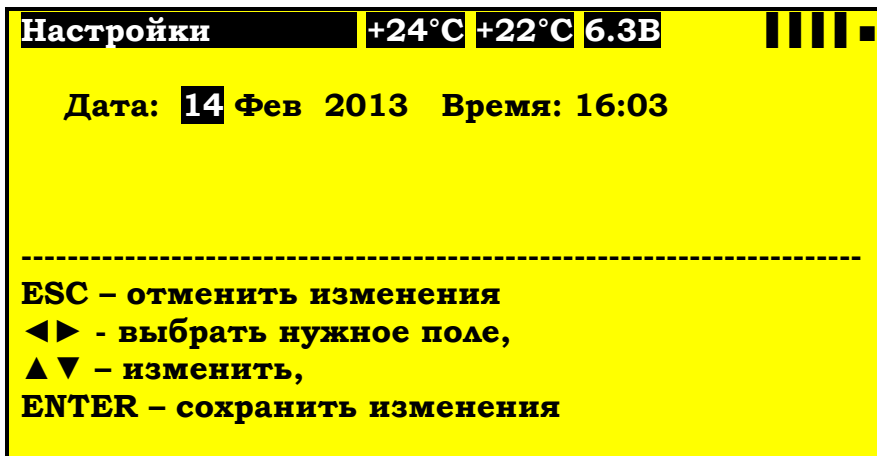 Настройки +24°C +22°C 6.3В
Дата: 14 Фев 2013 Время: 16:03
------------------------------------------------------------------------
ESC – отменить изменения
◄► - выбрать нужное поле,
▲▼ – изменить,
ENTER – сохранить изменения